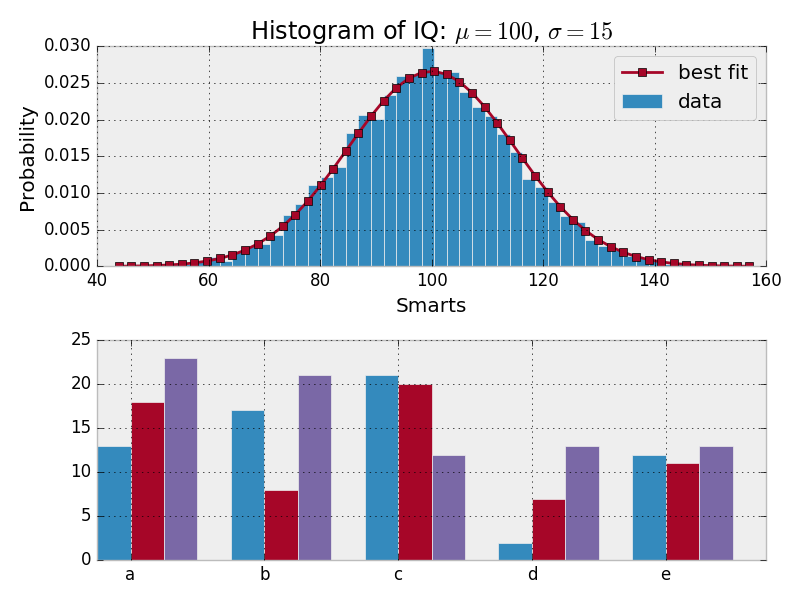 Histogram of IQ: μ = 100, σ = 15
0.030
0.025
0.020
0.015
0.010
0.005
0.000
Probability
best fit
data
40 60 80 100 120 140 160
Smarts
25
20
15
10
5
0
a b c d e